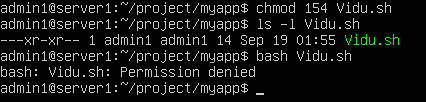 admin1@server1:~/project/myapp$ chmod 154 Vidu.sh
admin1@server1:~/project/myapp$ ls -l Vidu.sh
---xr-xr-- 1 admin1 admin1 14 Sep 19 01:55 Vidu.sh
admin1@server1:~/project/myapp$ bash Vidu.sh
bash: Vidu.sh: Permission denied
admin1@server1:~/project/myapp$ _